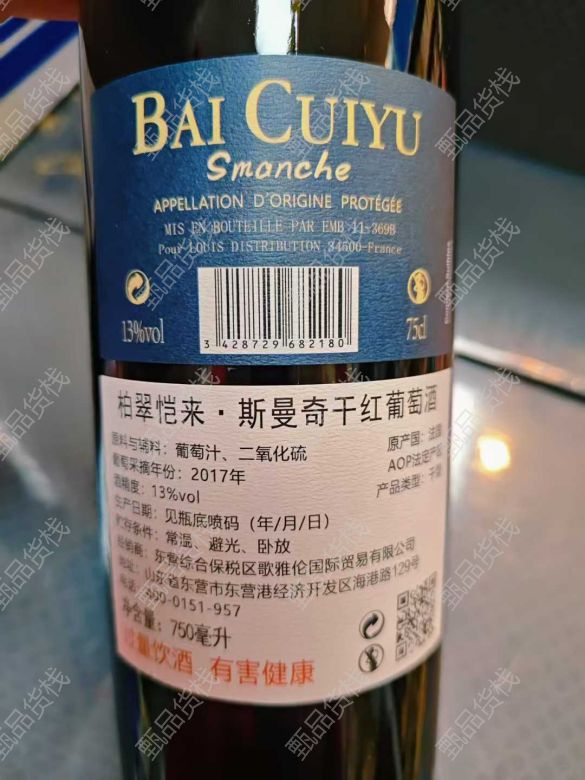 BAI CUIYU
Smanche
APPELLATION D'ORIGINE PROTÉGÉE
MIS EN BOUTEILLE PAR EMB 11-369B
Pour LOUIS DISTRIBUTION 34500-France
13%vol
75cl
3 428729 682180
柏翠恺来·斯曼奇干红葡萄酒
原料与辅料：葡萄汁、二氧化硫
原产国：法国
葡萄采摘年份：2017年
AOP法定产区
酒精度：13%vol
产品类型：干型
生产日期：见瓶底喷码（年/月/日）
贮存条件：常温、避光、卧放
经销商：东营综合保税区歌雅伦国际贸易有限公司
地址：山东省东营市东营港经济开发区海港路129号
电话：400-0151-957
净含量：750毫升
过量饮酒 有害健康
甄品货栈